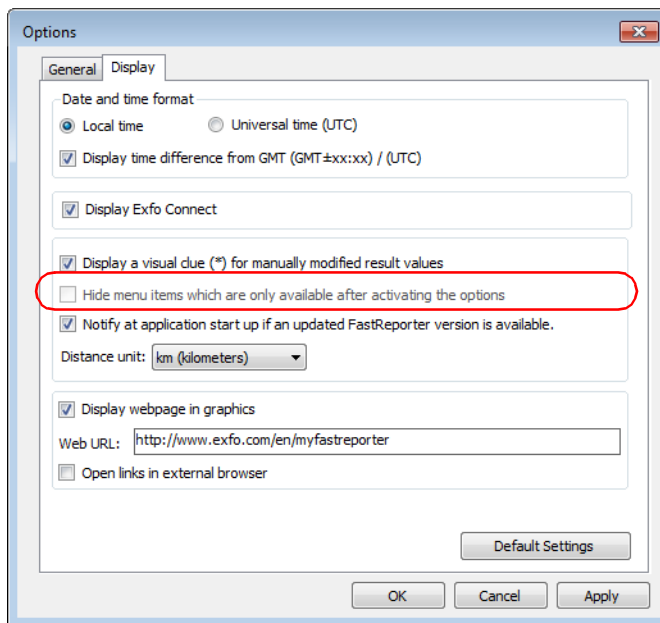 Options
General Display
Date and time format
Local time Universal time (UTC)
Display time difference from GMT (GMT±xx:xx) / (UTC)
Display Exfo Connect
Display a visual clue (*) for manually modified result values
Hide menu items which are only available after activating the options
Notify at application start up if an updated FastReporter version is available.
Distance unit: km (kilometers)
Display webpage in graphics
Web URL: http://www.exfo.com/en/myfastreporter
Open links in external browser
Default Settings
OK Cancel Apply